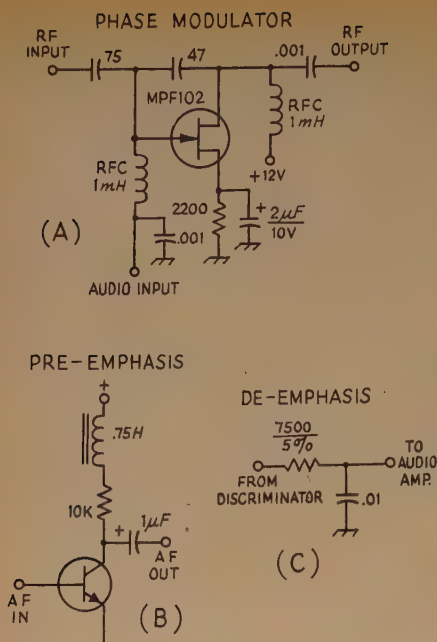 PHASE MODULATOR
RF
INPUT
75
47
.001
RF
OUTPUT
MPF102
RFC
1mH
+12V
RFC
1mH
2200
+
2µF
10V
.001
(A)
AUDIO INPUT
PRE-EMPHASIS
+
.75H
10K
+
1µF
AF
OUT
AF
IN
(B)
DE-EMPHASIS
7500
5%
FROM
DISCRIMINATOR
TO
AUDIO
AMP.
.01
(C)